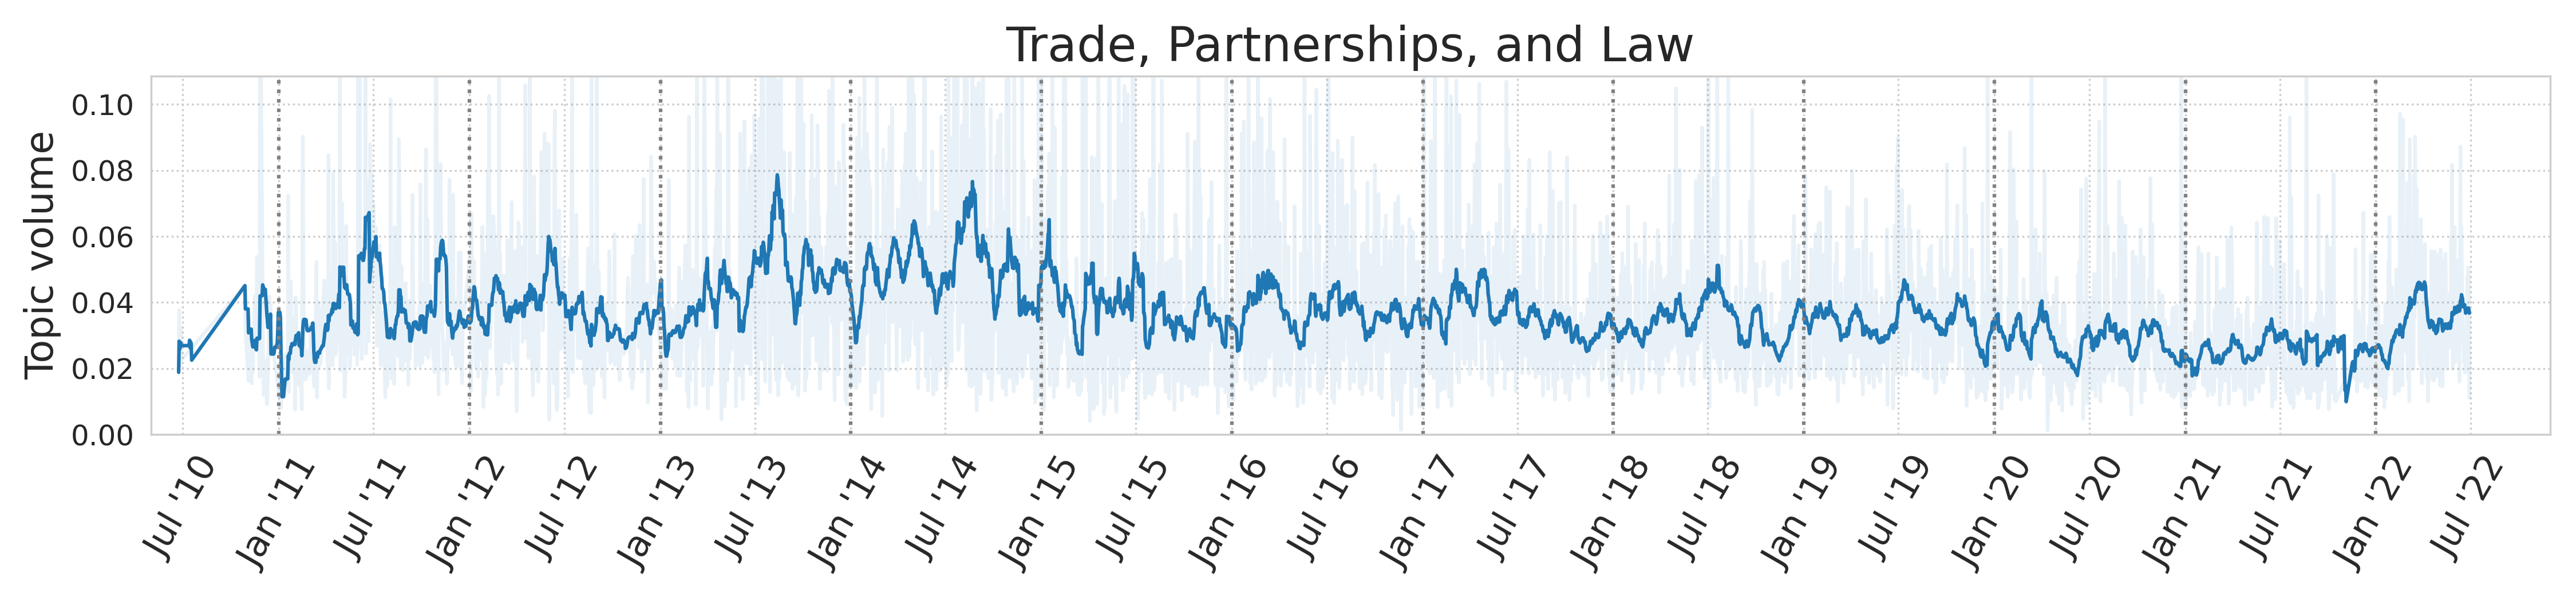 Trade, Partnerships, and Law
Topic volume
0.10
0.08
0.06
0.04
0.02
0.00
Jul '10
Jan '11
Jul '11
Jan '12
Jul '12
Jan '13
Jul '13
Jan '14
Jul '14
Jan '15
Jul '15
Jan '16
Jul '16
Jan '17
Jul '17
Jan '18
Jul '18
Jan '19
Jul '19
Jan '20
Jul '20
Jan '21
Jul '21
Jan '22
Jul '22